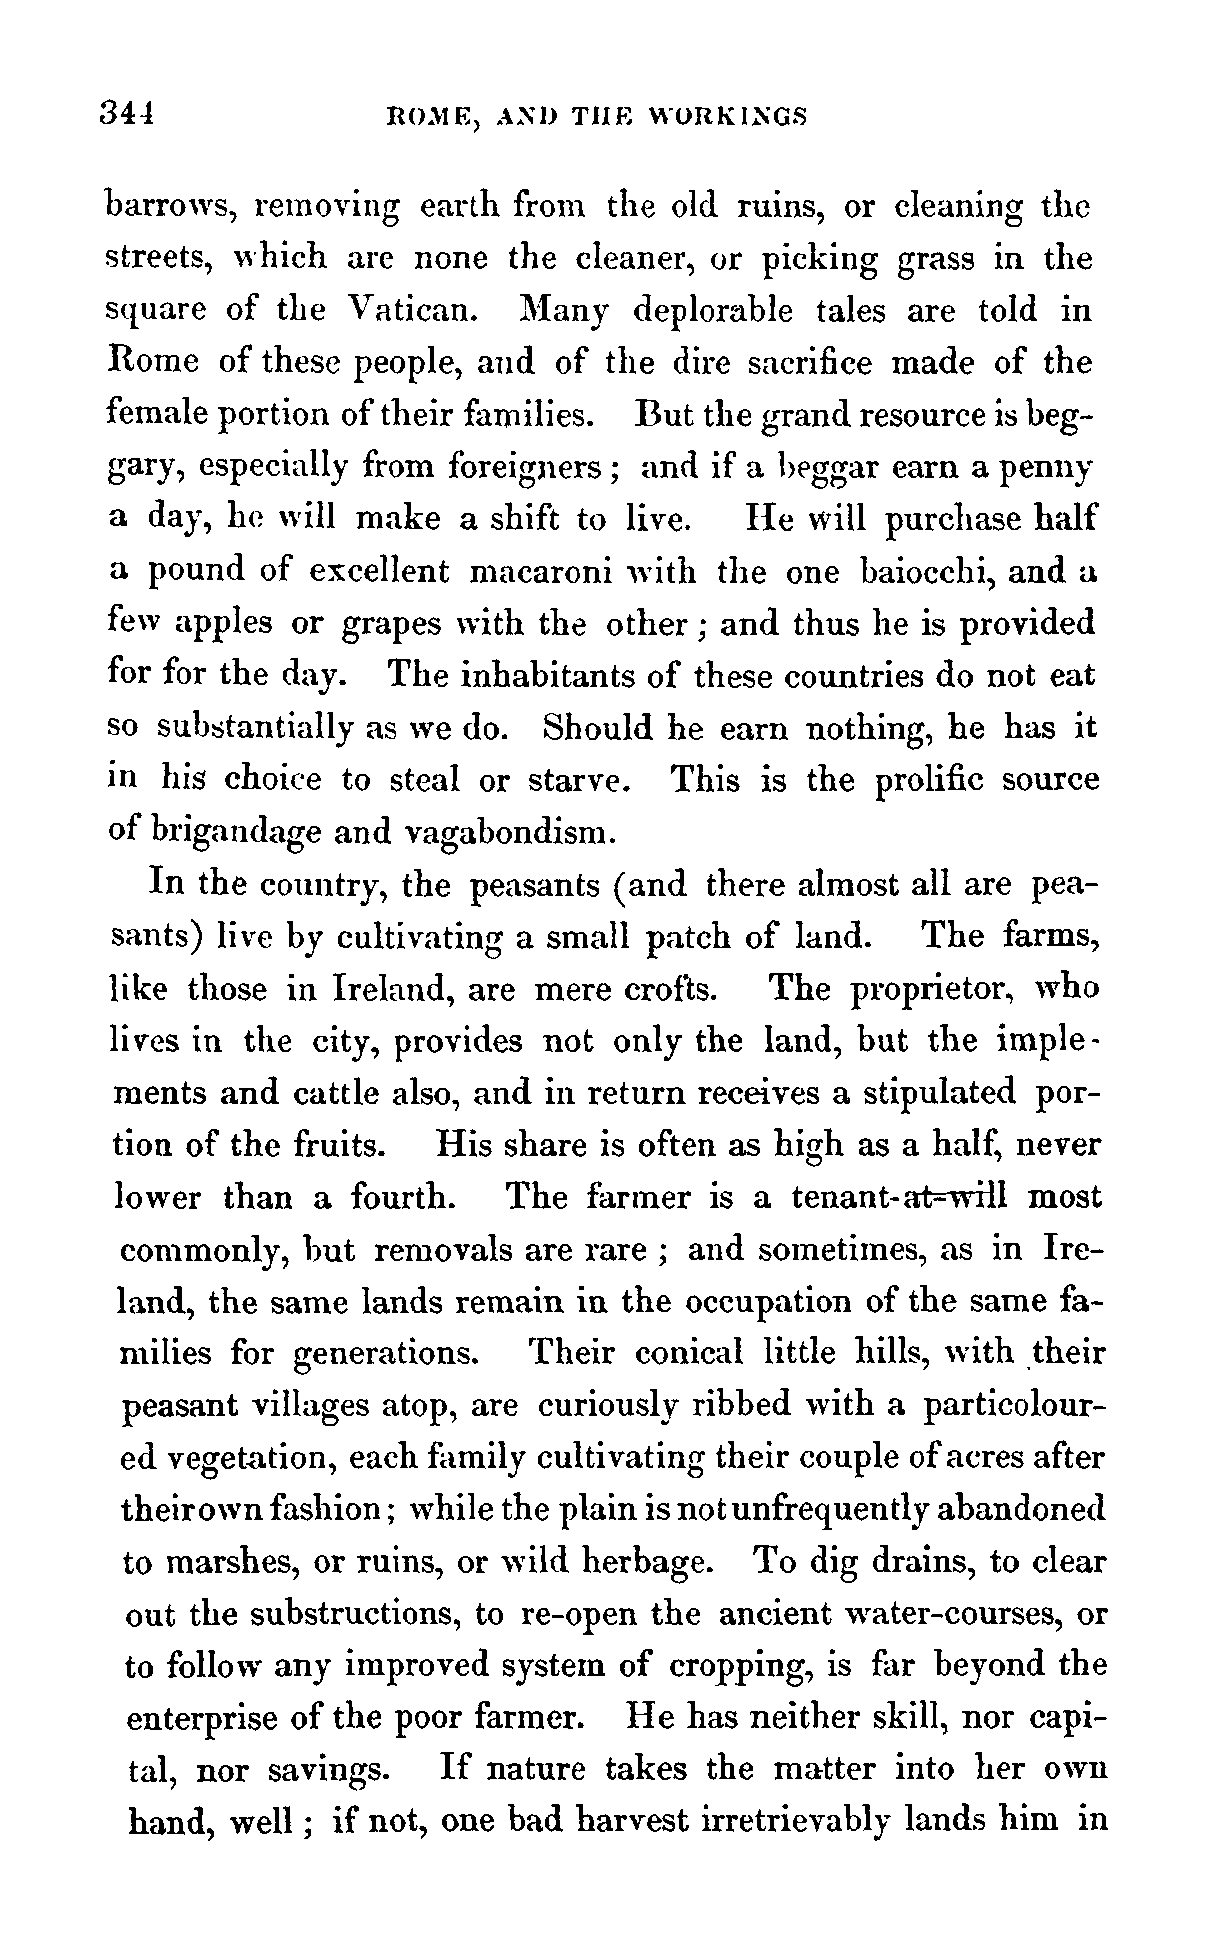 344 ROME, AND THE WORKINGS
barrows, removing earth from the old ruins, or cleaning the
streets, which are none the cleaner, or picking grass in the
square of the Vatican. Many deplorable tales are told in
Rome of these people, and of the dire sacrifice made of the
female portion of their families. But the grand resource is beg-
gary, especially from foreigners; and if a beggar earn a penny
a day, he will make a shift to live. He will purchase half
a pound of excellent macaroni with the one baiocchi, and a
few apples or grapes with the other; and thus he is provided
for for the day. The inhabitants of these countries do not eat
so substantially as we do. Should he earn nothing, he has it
in his choice to steal or starve. This is the prolific source
of brigandage and vagabondism.
In the country, the peasants (and there almost all are pea-
sants) live by cultivating a small patch of land. The farms,
like those in Ireland, are mere crofts. The proprietor, who
lives in the city, provides not only the land, but the imple-
ments and cattle also, and in return receives a stipulated por-
tion of the fruits. His share is often as high as a half, never
lower than a fourth. The farmer is a tenant-at-will most
commonly, but removals are rare; and sometimes, as in Ire-
land, the same lands remain in the occupation of the same fa-
milies for generations. Their conical little hills, with their
peasant villages atop, are curiously ribbed with a particolour-
ed vegetation, each family cultivating their couple of acres after
their own fashion; while the plain is not unfrequently abandoned
to marshes, or ruins, or wild herbage. To dig drains, to clear
out the substructions, to re-open the ancient water-courses, or
to follow any improved system of cropping, is far beyond the
enterprise of the poor farmer. He has neither skill, nor capi-
tal, nor savings. If nature takes the matter into her own
hand, well; if not, one bad harvest irretrievably lands him in